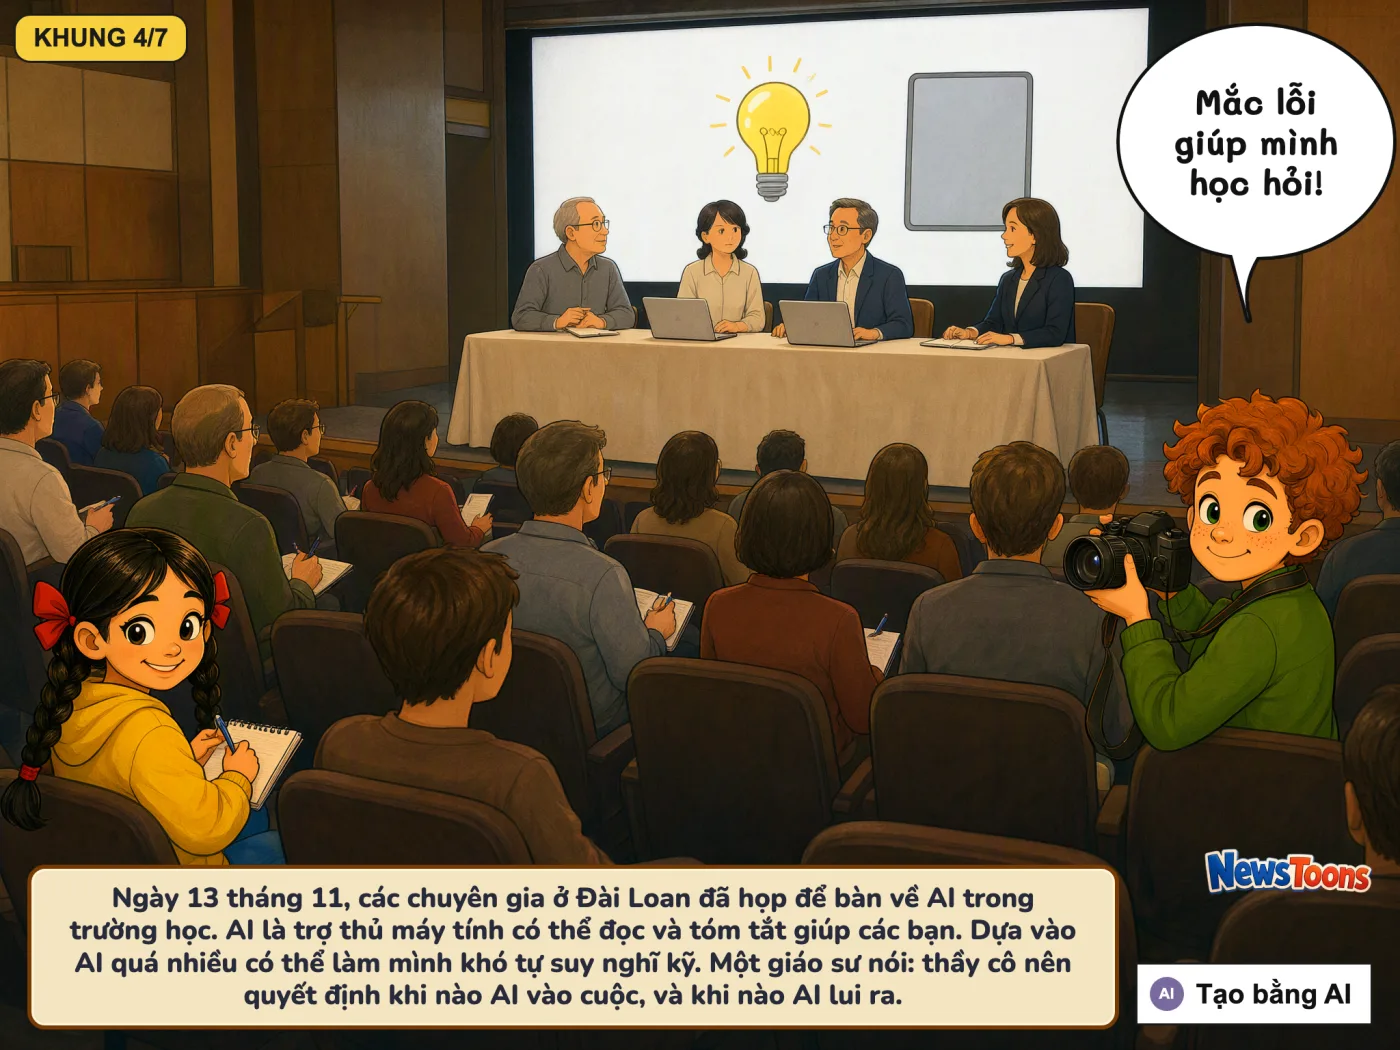 KHUNG 4/7
Mắc lỗi
giúp mình
học hỏi!
Ngày 13 tháng 11, các chuyên gia ở Đài Loan đã họp để bàn về AI trong
trường học. AI là trợ thủ máy tính có thể đọc và tóm tắt giúp các bạn. Dựa vào
AI quá nhiều có thể làm mình khó tự suy nghĩ kỹ. Một giáo sư nói: thầy cô nên
quyết định khi nào AI vào cuộc, và khi nào AI lui ra.
NewsToons
AI Tạo bằng AI